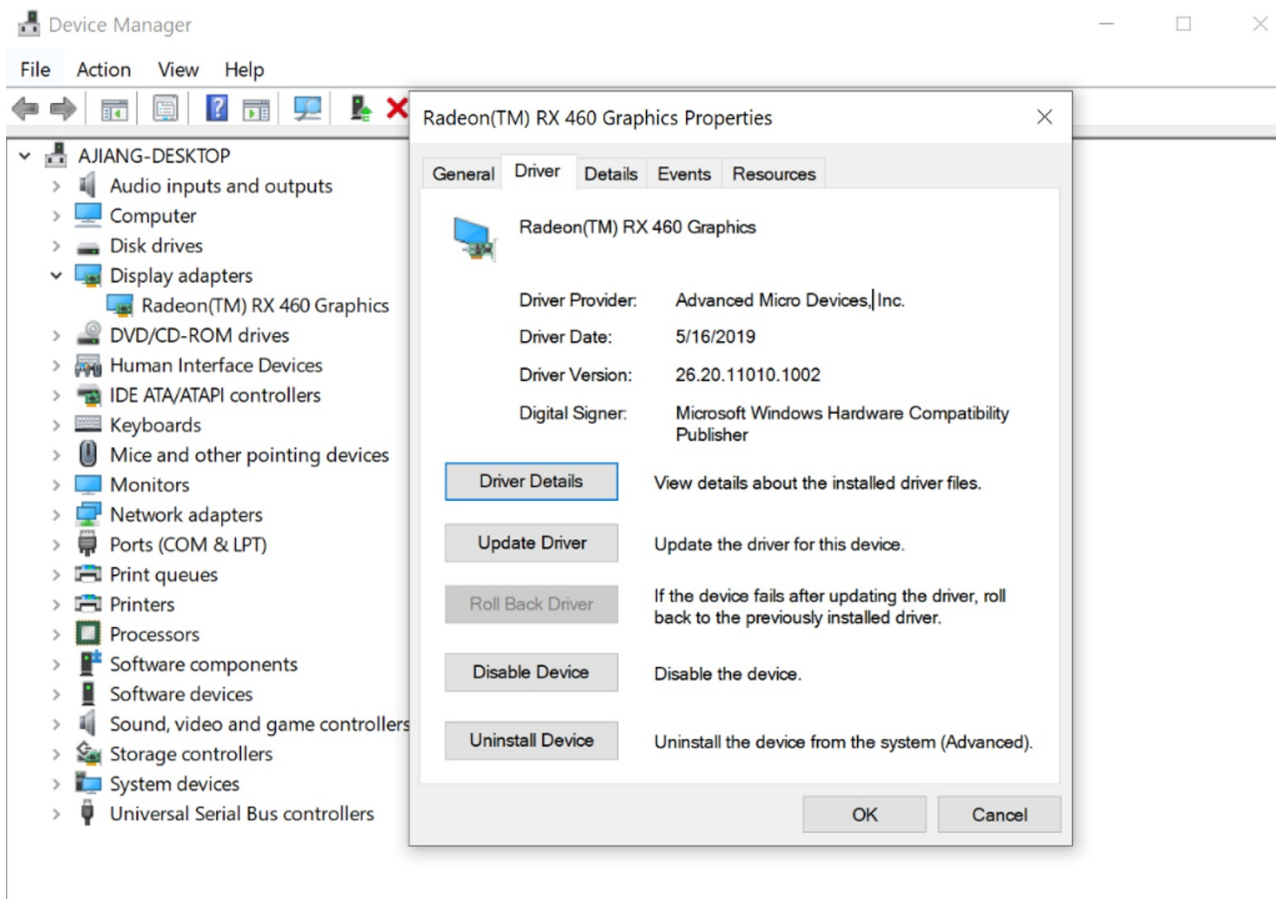 Device Manager
File Action View Help
AJIANG-DESKTOP
Audio inputs and outputs
Computer
Disk drives
Display adapters
Radeon(TM) RX 460 Graphics
DVD/CD-ROM drives
Human Interface Devices
IDE ATA/ATAPI controllers
Keyboards
Mice and other pointing devices
Monitors
Network adapters
Ports (COM & LPT)
Print queues
Printers
Processors
Software components
Software devices
Sound, video and game controllers
Storage controllers
System devices
Universal Serial Bus controllers
Radeon(TM) RX 460 Graphics Properties
General Driver Details Events Resources
Radeon(TM) RX 460 Graphics
Driver Provider: Advanced Micro Devices, Inc.
Driver Date: 5/16/2019
Driver Version: 26.20.11010.1002
Digital Signer: Microsoft Windows Hardware Compatibility
Publisher
Driver Details View details about the installed driver files.
Update Driver Update the driver for this device.
Roll Back Driver If the device fails after updating the driver, roll
back to the previously installed driver.
Disable Device Disable the device.
Uninstall Device Uninstall the device from the system (Advanced).
OK Cancel